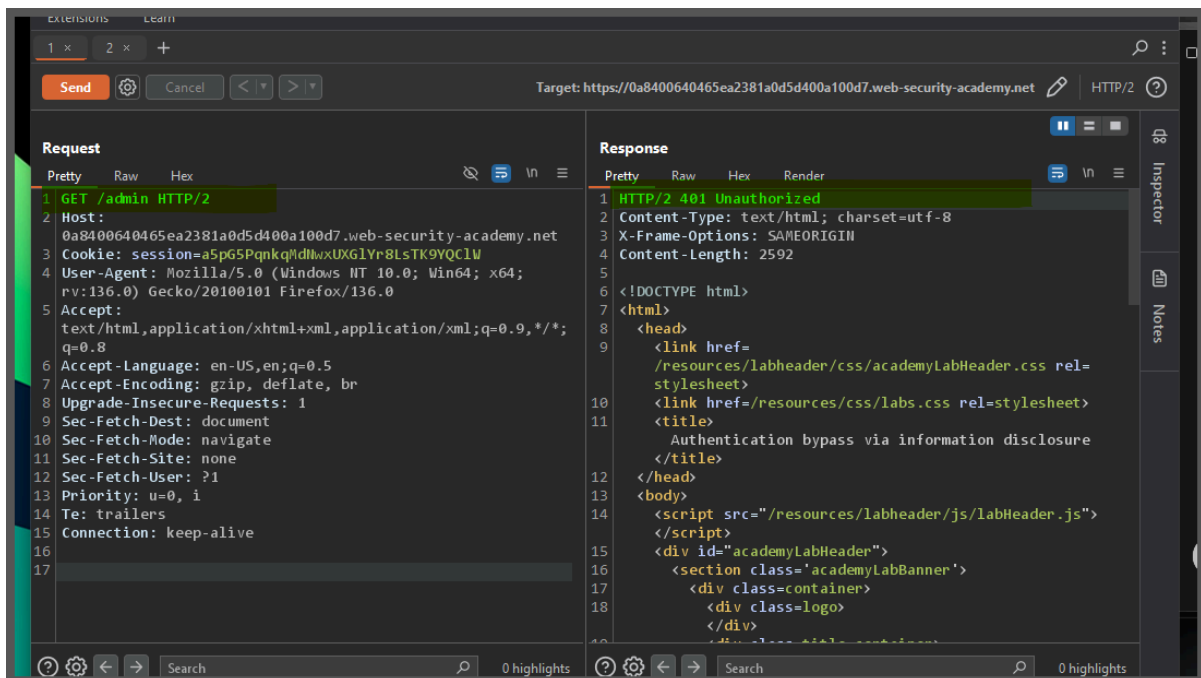 Extensions Learn
1 × 2 × +
Send Cancel < > Target: https://0a8400640465ea2381a0d5d400a100d7.web-security-academy.net HTTP/2
Request
Pretty Raw Hex \n
1 GET /admin HTTP/2
2 Host:
0a8400640465ea2381a0d5d400a100d7.web-security-academy.net
3 Cookie: session=a5pG5PqnkqMdNwxUXGlYr8LsTK9YQClW
4 User-Agent: Mozilla/5.0 (Windows NT 10.0; Win64; x64;
rv:136.0) Gecko/20100101 Firefox/136.0
5 Accept:
text/html,application/xhtml+xml,application/xml;q=0.9,*/*;
q=0.8
6 Accept-Language: en-US,en;q=0.5
7 Accept-Encoding: gzip, deflate, br
8 Upgrade-Insecure-Requests: 1
9 Sec-Fetch-Dest: document
10 Sec-Fetch-Mode: navigate
11 Sec-Fetch-Site: none
12 Sec-Fetch-User: ?1
13 Priority: u=0, i
14 Te: trailers
15 Connection: keep-alive
16
17
Search 0 highlights
Response
Pretty Raw Hex Render \n
1 HTTP/2 401 Unauthorized
2 Content-Type: text/html; charset=utf-8
3 X-Frame-Options: SAMEORIGIN
4 Content-Length: 2592
5
6 <!DOCTYPE html>
7 <html>
8 <head>
9 <link href=
/resources/labheader/css/academyLabHeader.css rel=
stylesheet>
10 <link href=/resources/css/labs.css rel=stylesheet>
11 <title>
Authentication bypass via information disclosure
</title>
12 </head>
13 <body>
14 <script src="/resources/labheader/js/labHeader.js">
</script>
15 <div id="academyLabHeader">
16 <section class='academyLabBanner'>
17 <div class=container>
18 <div class=logo>
</div>
Search 0 highlights
Inspector
Notes